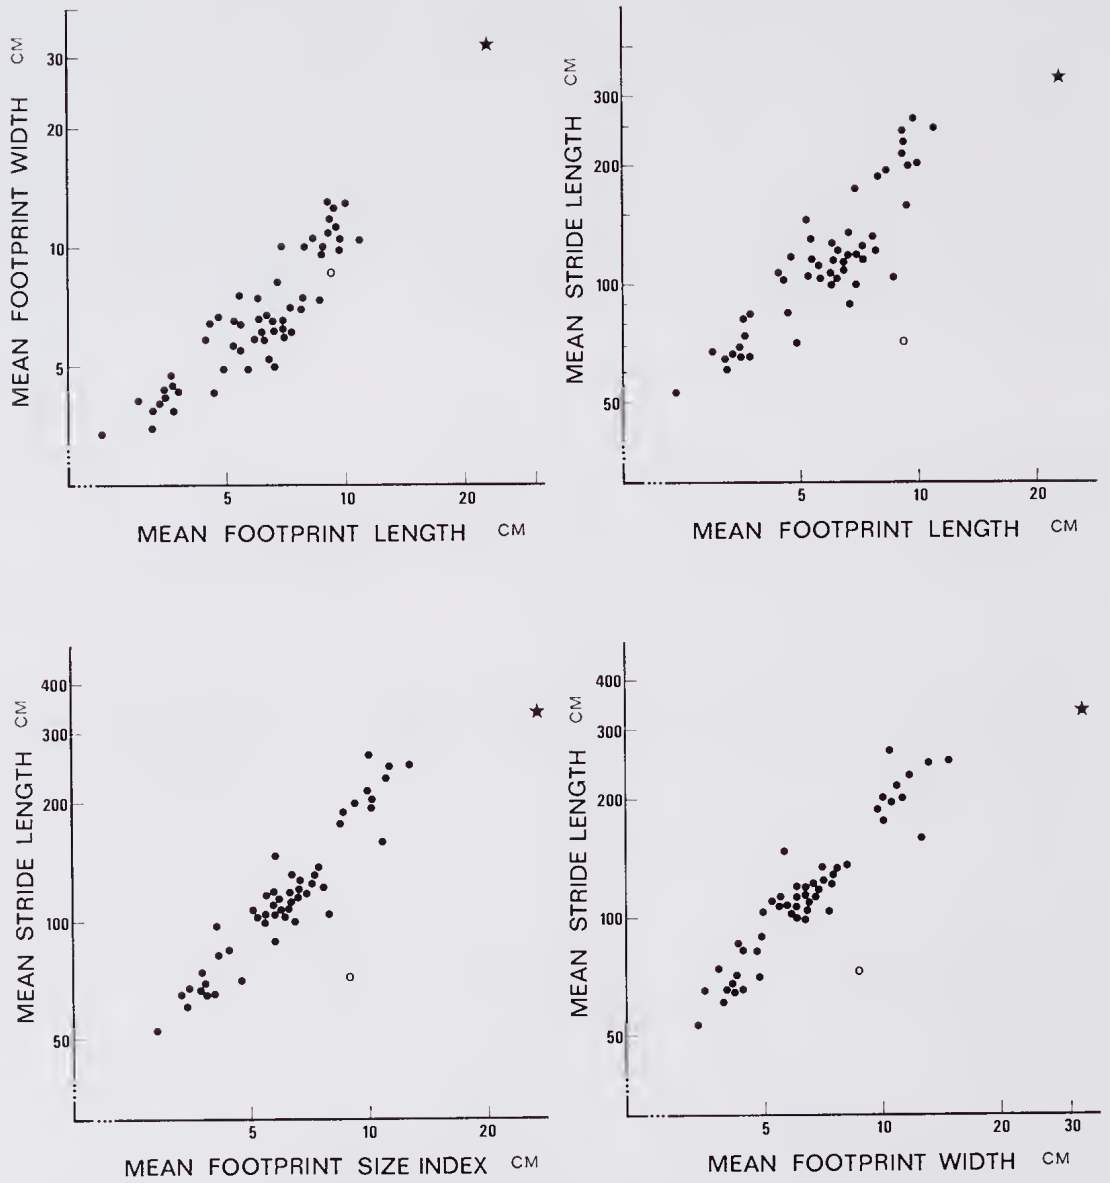 MEAN FOOTPRINT WIDTH CM
30
20
10
5
5 10 20
MEAN FOOTPRINT LENGTH CM
MEAN STRIDE LENGTH CM
300
200
100
50
5 10 20
MEAN FOOTPRINT LENGTH CM
MEAN STRIDE LENGTH CM
400
300
200
100
50
5 10 20
MEAN FOOTPRINT SIZE INDEX CM
MEAN STRIDE LENGTH CM
400
300
200
100
50
5 10 20 30
MEAN FOOTPRINT WIDTH CM